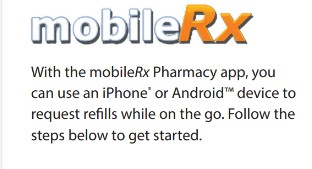 mobileRx
With the mobileRx Pharmacy app, you
can use an iPhone® or Android™ device to
request refills while on the go. Follow the
steps below to get started.